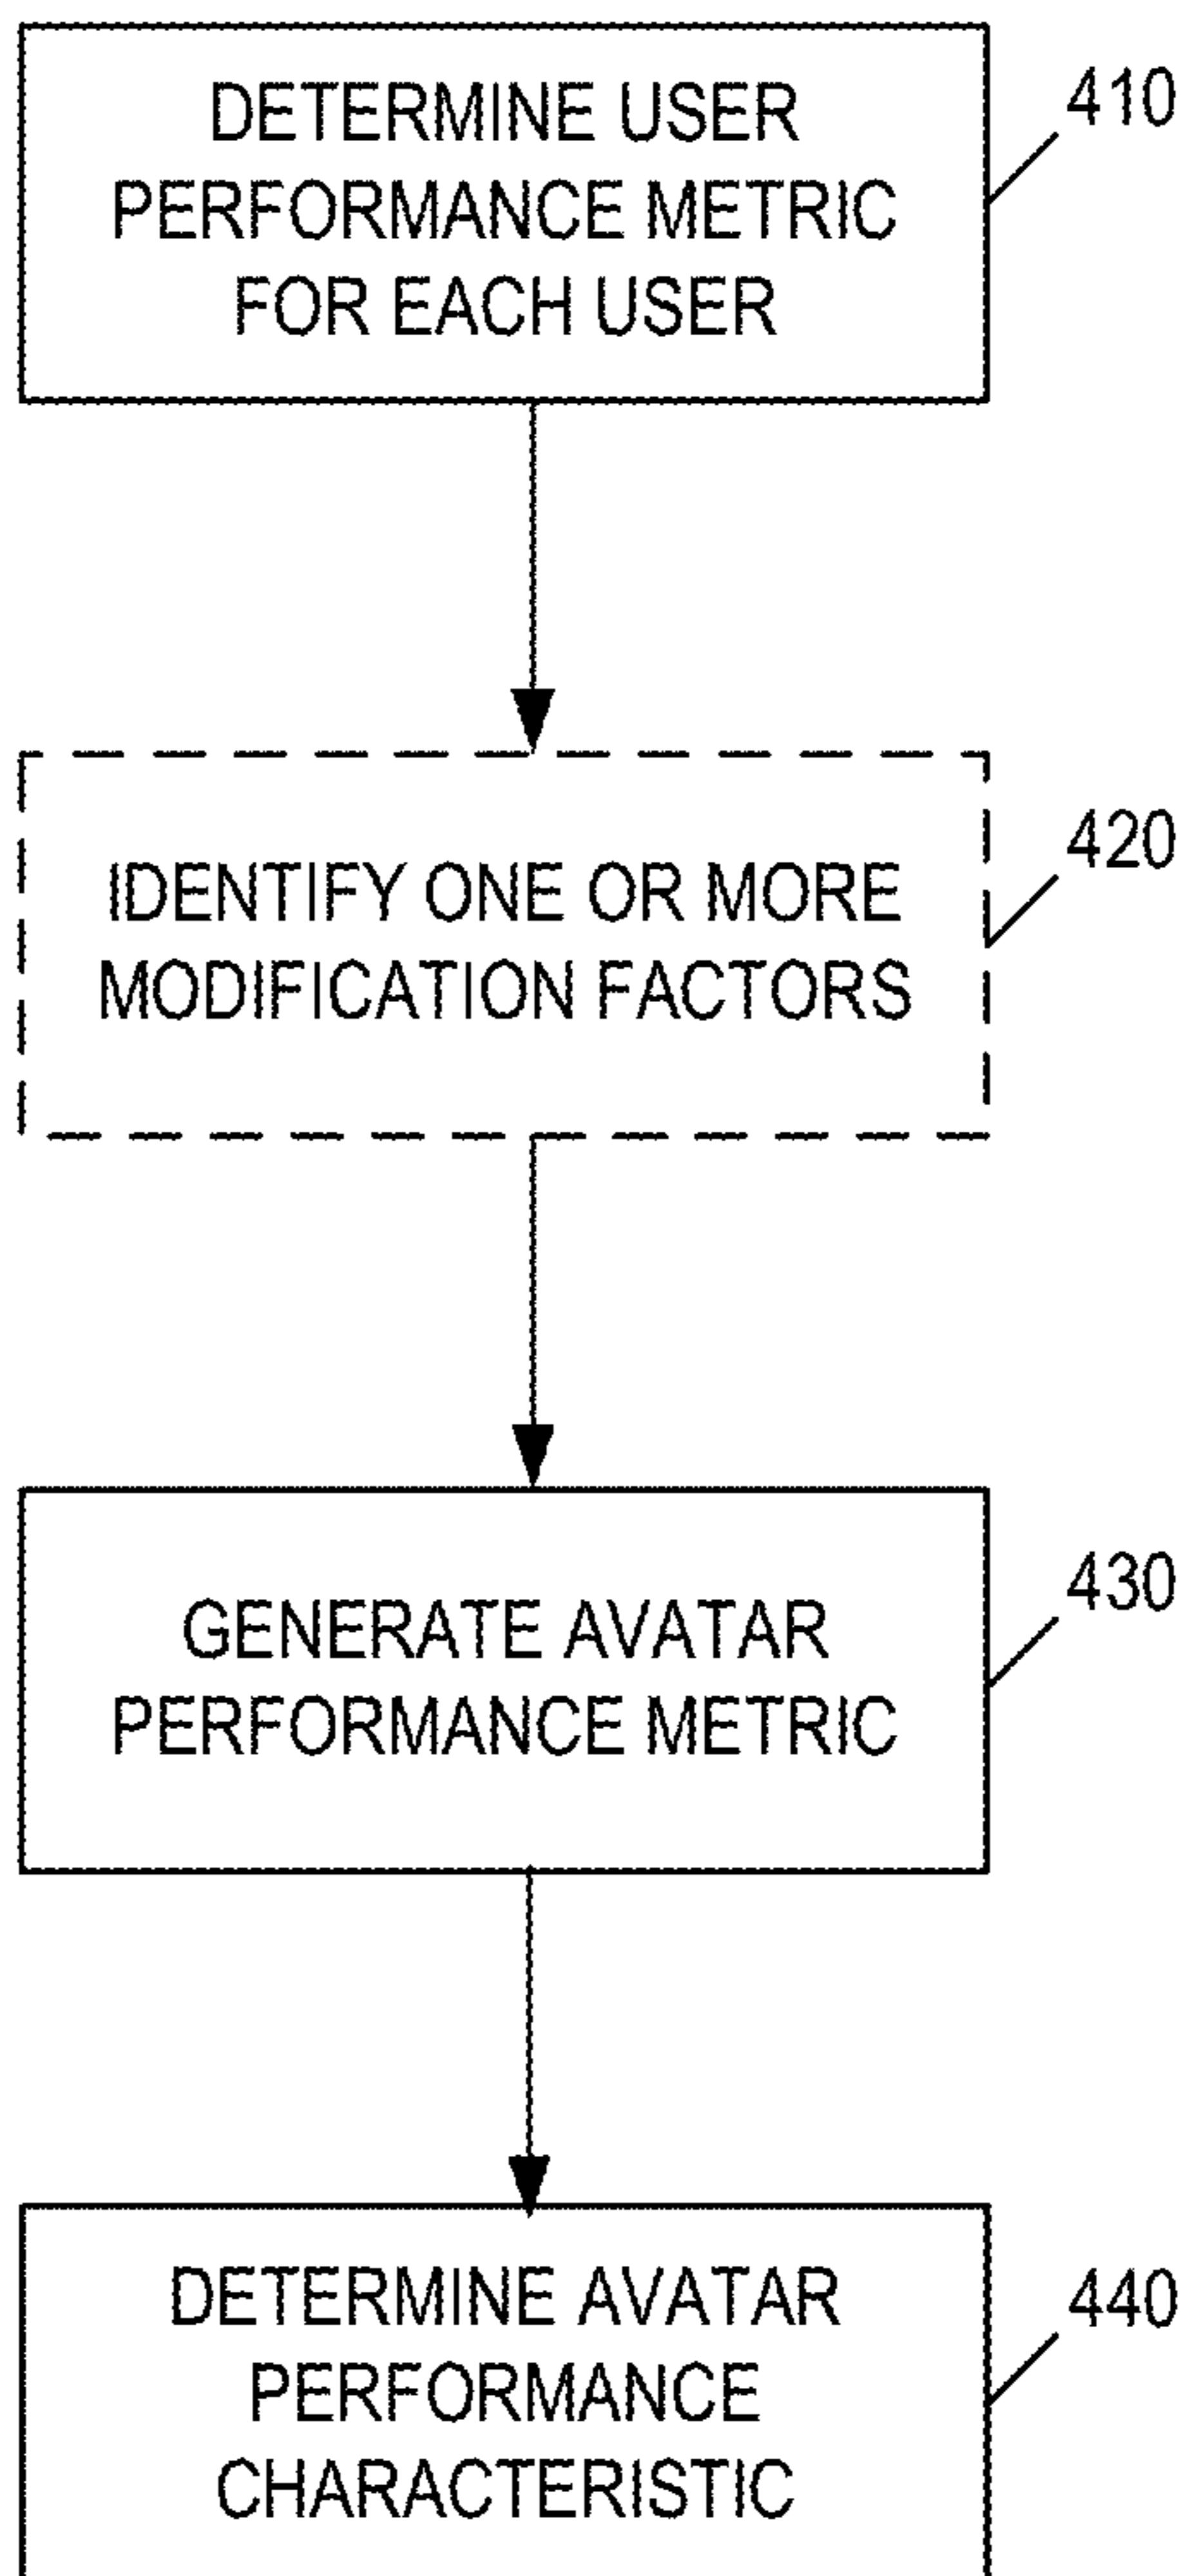 DETERMINE USER
PERFORMANCE METRIC
FOR EACH USER
410
IDENTIFY ONE OR MORE
MODIFICATION FACTORS
420
GENERATE AVATAR
PERFORMANCE METRIC
430
DETERMINE AVATAR
PERFORMANCE
CHARACTERISTIC
440